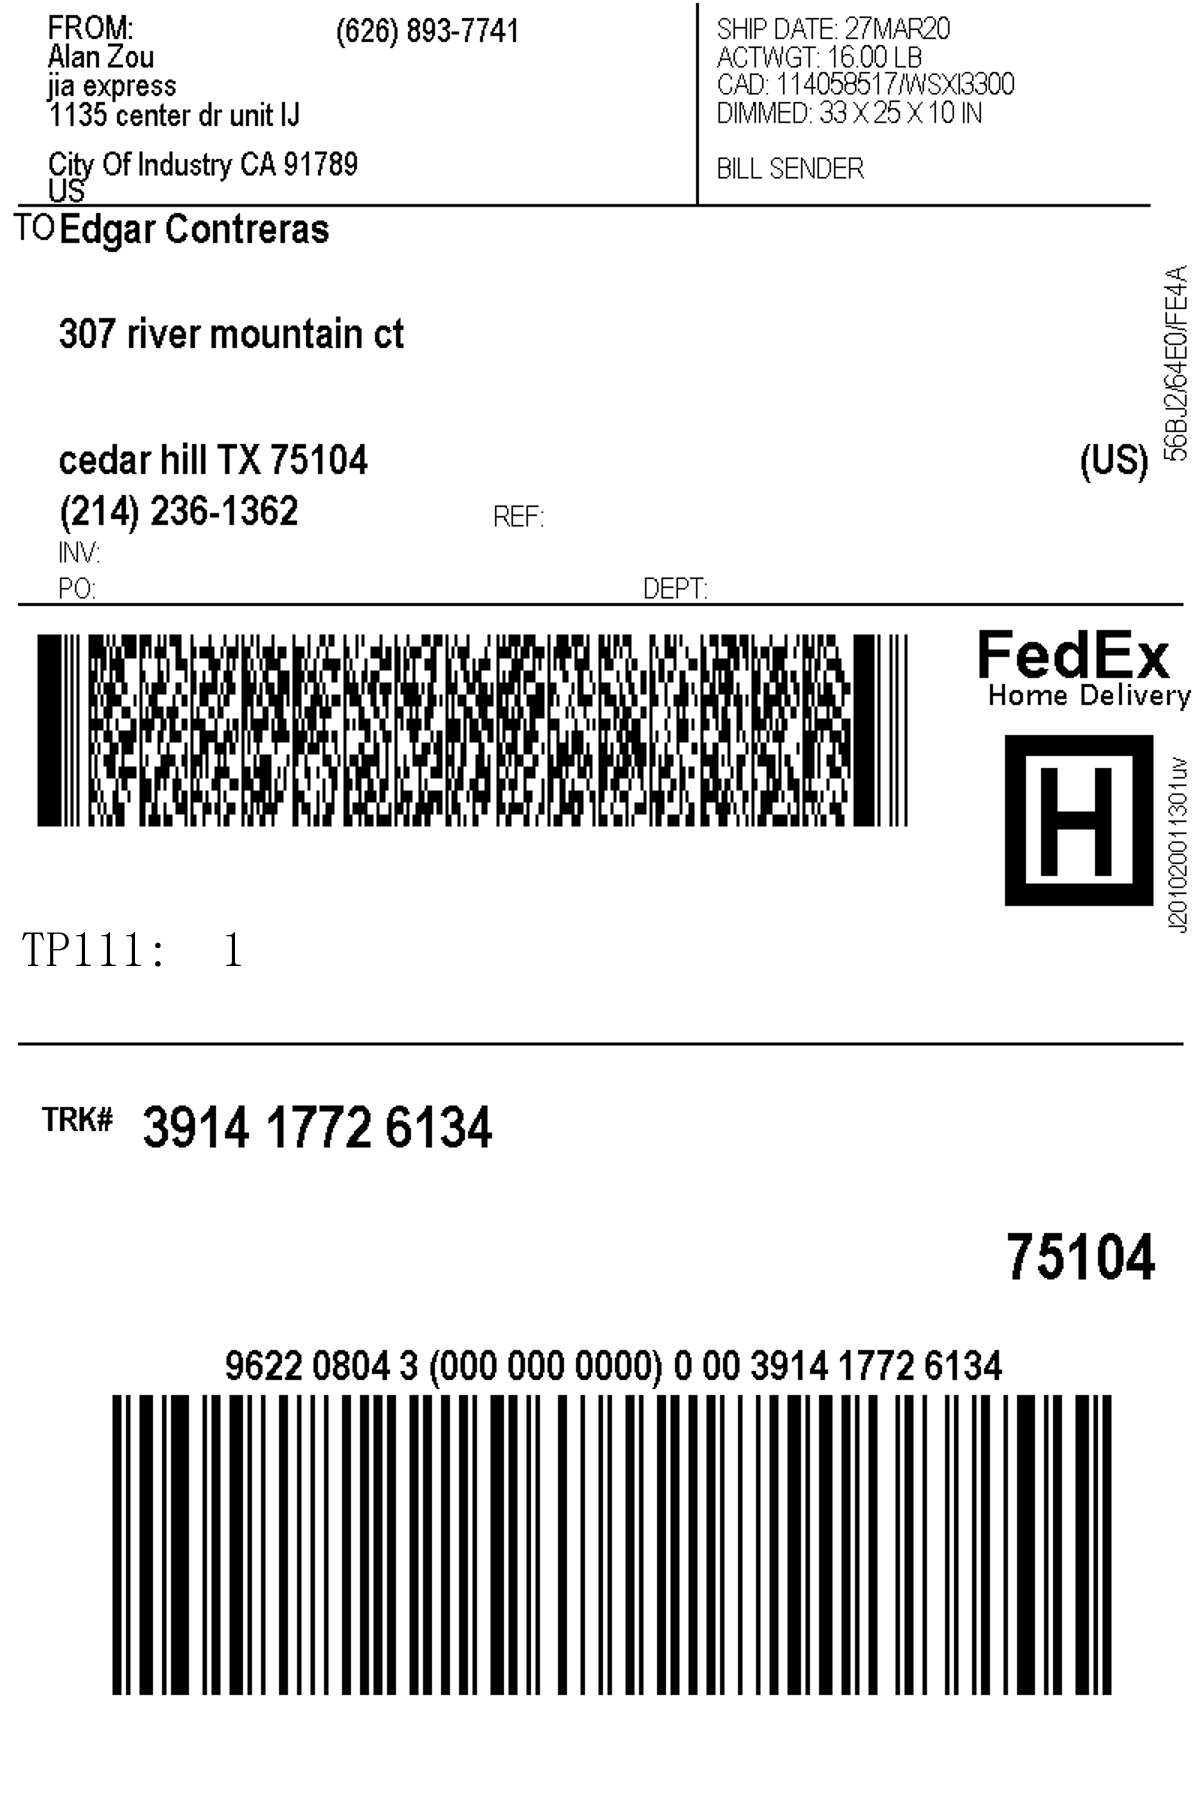 FROM: (626) 893-7741
Alan Zou
jia express
1135 center dr unit IJ
City Of Industry CA 91789
US
SHIP DATE: 27MAR20
ACTWGT: 16.00 LB
CAD: 114058517/WSXI3300
DIMMED: 33 X 25 X 10 IN
BILL SENDER
TO Edgar Contreras
307 river mountain ct
cedar hill TX 75104 (US)
(214) 236-1362 REF:
INV:
PO: DEPT:
56BJ2/64E0/FE4A
FedEx
Home Delivery
H
J201020011301uv
TP111: 1
TRK# 3914 1772 6134
75104
9622 0804 3 (000 000 0000) 0 00 3914 1772 6134